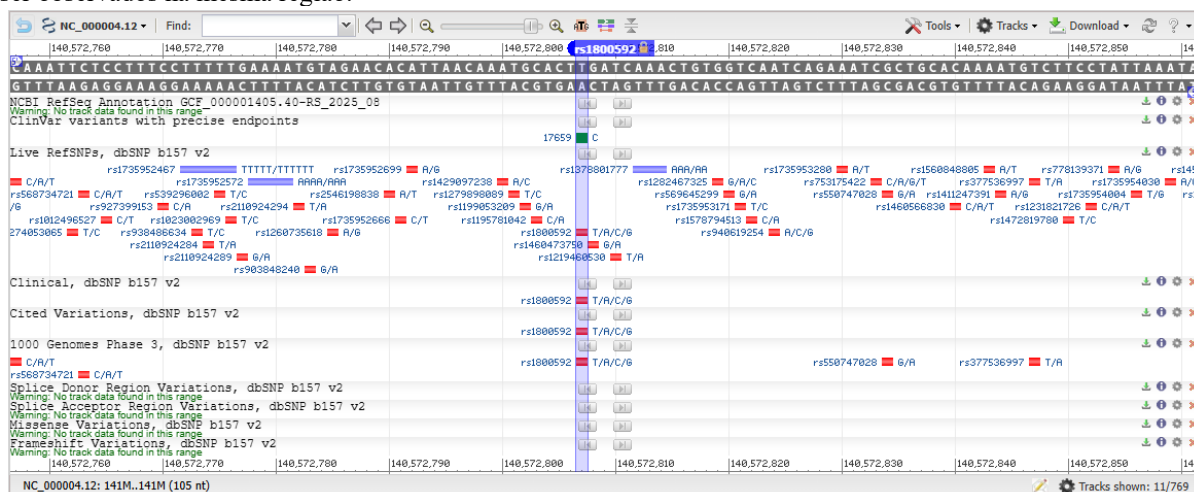 ser observados na mesma região.
NC_000004.12 Find: Tools Tracks Download ?
140,572,760 140,572,770 140,572,780 140,572,790 140,572,800 rs1800592 ,810 140,572,820 140,572,830 140,572,840 140,572,850
NCBI RefSeq Annotation GCF_000001405.40-RS_2025_08
Warning: No track data found in this range
ClinVar variants with precise endpoints
17659 C
Live RefSNPs, dbSNP b157 v2
rs1735952467 TTTTT/TTTTTT rs1735952699 A/G rs1378801777 AAA/AA rs1735953280 A/T rs1560848805 A/T rs778139371 A/G
C/A/T rs1735952572 AAAA/AAA rs1429097238 A/C rs1282467325 G/A/C rs753175422 C/A/G/T rs377536997 T/A rs1735954030
rs568734721 C/A/T rs539296002 T/C rs2546198838 A/T rs1279898089 T/C rs569645299 G/A rs550747028 G/A rs1411247391 A/G rs1735954004 T/G
/G rs927399153 C/A rs2110924294 T/A rs1199053209 G/A rs1735953171 T/C rs1460566830 C/A/T rs1231821726 C/A/T
rs1012496527 C/T rs1023002969 T/C rs1735952666 C/T rs1195781042 C/A rs1578794513 C/A rs1472819780 T/C
274053065 T/C rs938486634 T/C rs1260735618 A/G rs1800592 T/A/C/G rs940619254 A/C/G
rs2110924284 T/A rs1460473750 G/A
rs2110924289 G/A rs1219460530 T/A
rs903848240 G/A
Clinical, dbSNP b157 v2
rs1800592 T/A/C/G
Cited Variations, dbSNP b157 v2
rs1800592 T/A/C/G
1000 Genomes Phase 3, dbSNP b157 v2
C/A/T rs1800592 T/A/C/G rs550747028 G/A rs377536997 T/A
rs568734721 C/A/T
Splice Donor Region Variations, dbSNP b157 v2
Warning: No track data found in this range
Splice Acceptor Region Variations, dbSNP b157 v2
Warning: No track data found in this range
Missense Variations, dbSNP b157 v2
Warning: No track data found in this range
Frameshift Variations, dbSNP b157 v2
Warning: No track data found in this range
140,572,760 140,572,770 140,572,780 140,572,790 140,572,800 140,572,810 140,572,820 140,572,830 140,572,840 140,572,850
NC_000004.12: 141M..141M (105 nt) Tracks shown: 11/769